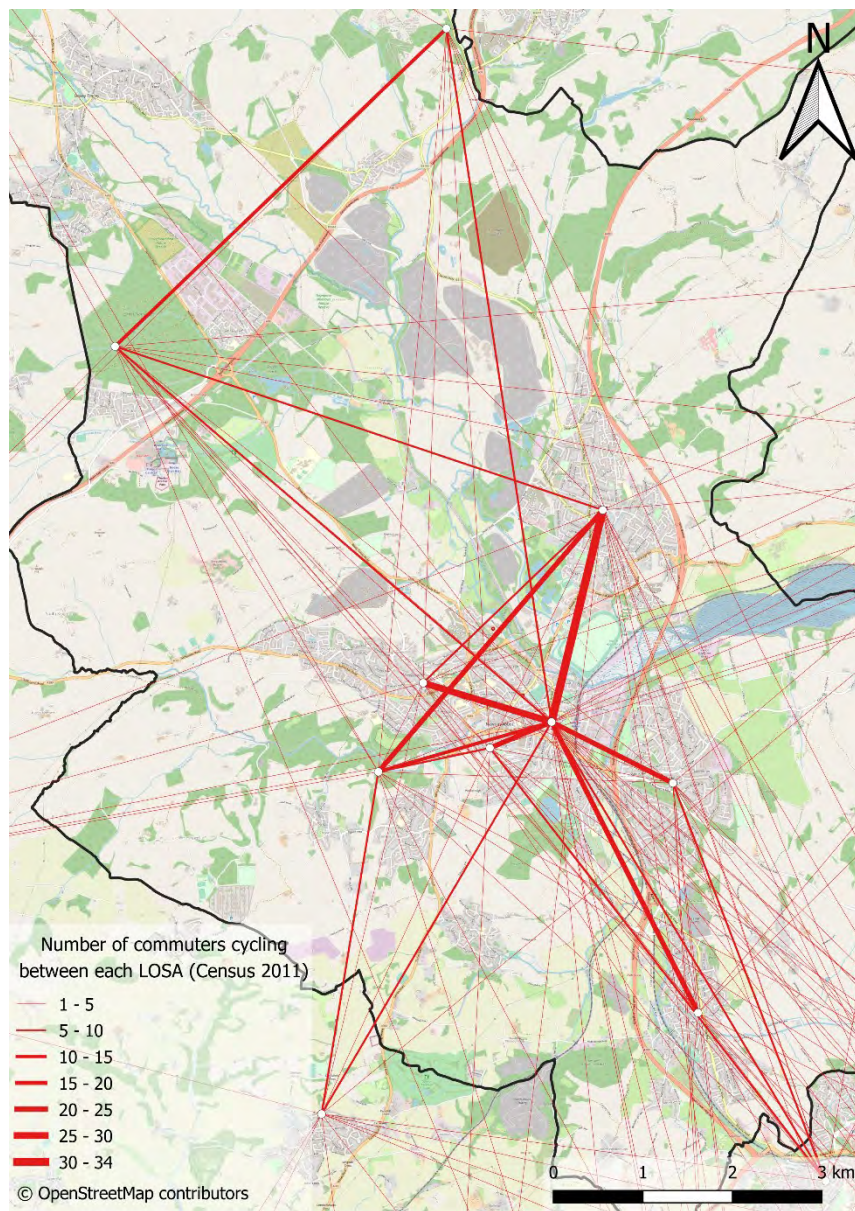 N
Number of commuters cycling
between each LOSA (Census 2011)
1 - 5
5 - 10
10 - 15
15 - 20
20 - 25
25 - 30
30 - 34
© OpenStreetMap contributors
0 1 2 3 km